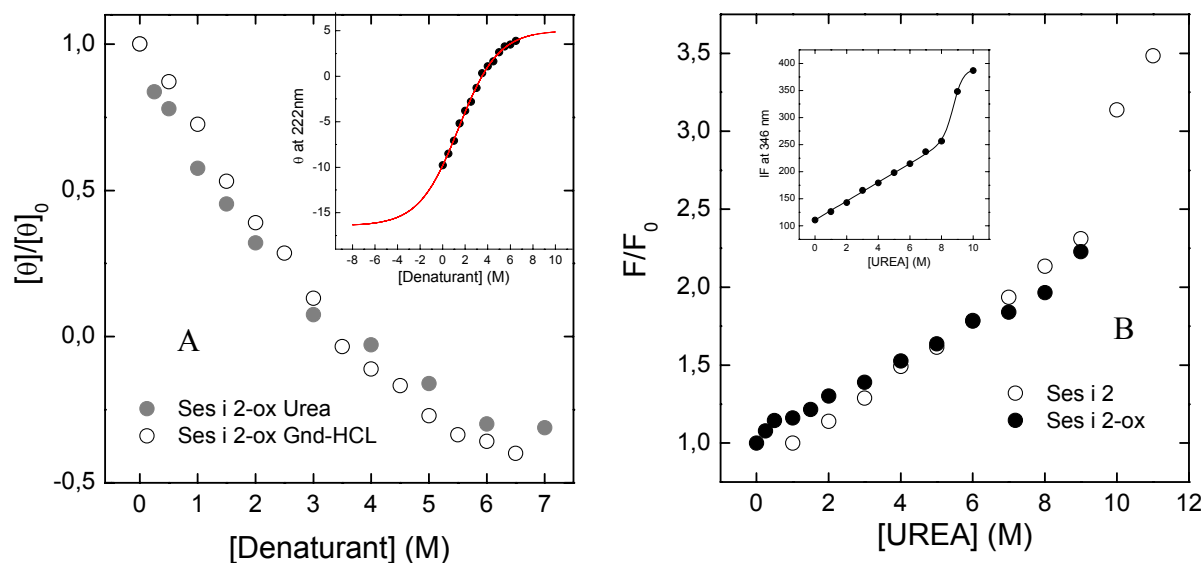 [θ]/[θ]0
1,0
0,5
0,0
-0,5
0 1 2 3 4 5 6 7
[Denaturant] (M)
A
Ses i 2-ox Urea
Ses i 2-ox Gnd-HCL
θ at 222nm
5
0
-5
-10
-15
-8 -6 -4 -2 0 2 4 6 8 10
[Denaturant] (M)
F/F0
3,5
3,0
2,5
2,0
1,5
1,0
0 2 4 6 8 10 12
[UREA] (M)
B
Ses i 2
Ses i 2-ox
IF at 346 nm
400
350
300
250
200
150
100
0 2 4 6 8 10
[UREA] (M)